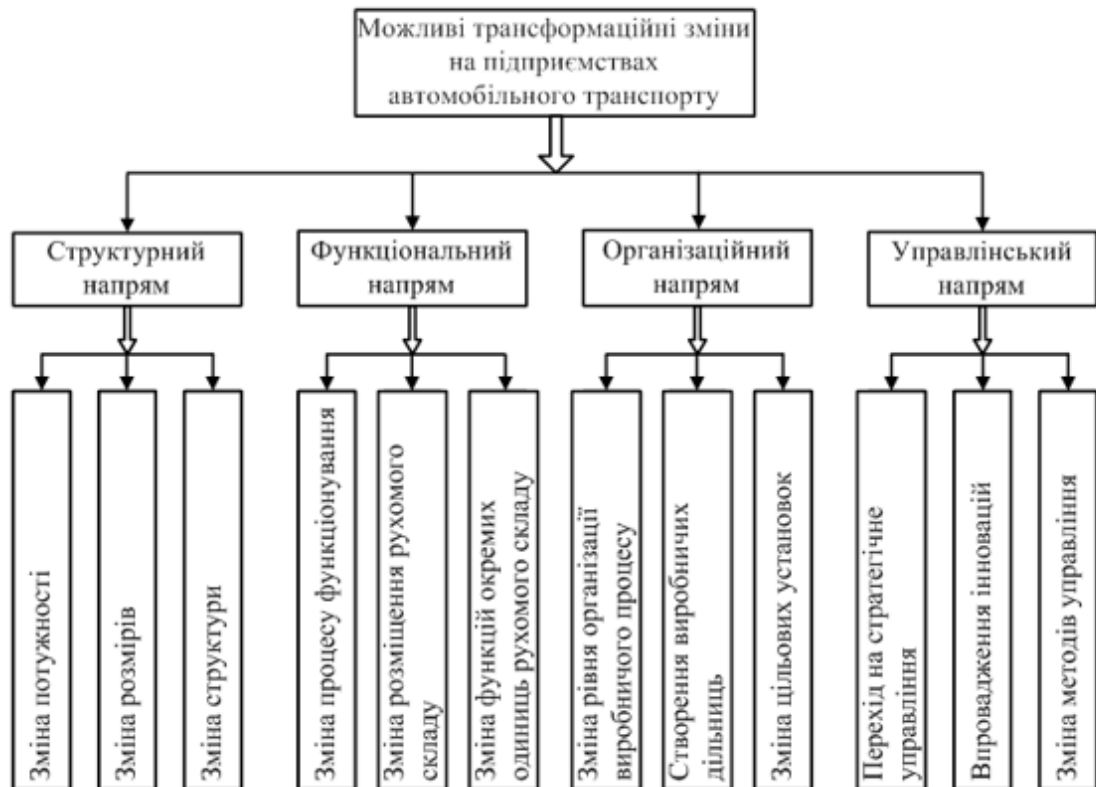 Можливі трансформаційні зміни
на підприємствах
автомобільного транспорту
Структурний
напрям
Функціональний
напрям
Організаційний
напрям
Управлінський
напрям
Зміна потужності
Зміна розмірів
Зміна структури
Зміна процесу функціонування
Зміна розміщення рухомого
складу
Зміна функцій окремих
одиниць рухомого складу
Зміна рівня організації
виробничого процесу
Створення виробничих
дільниць
Зміна цільових установок
Перехід на стратегічне
управління
Впровадження інновацій
Зміна методів управління